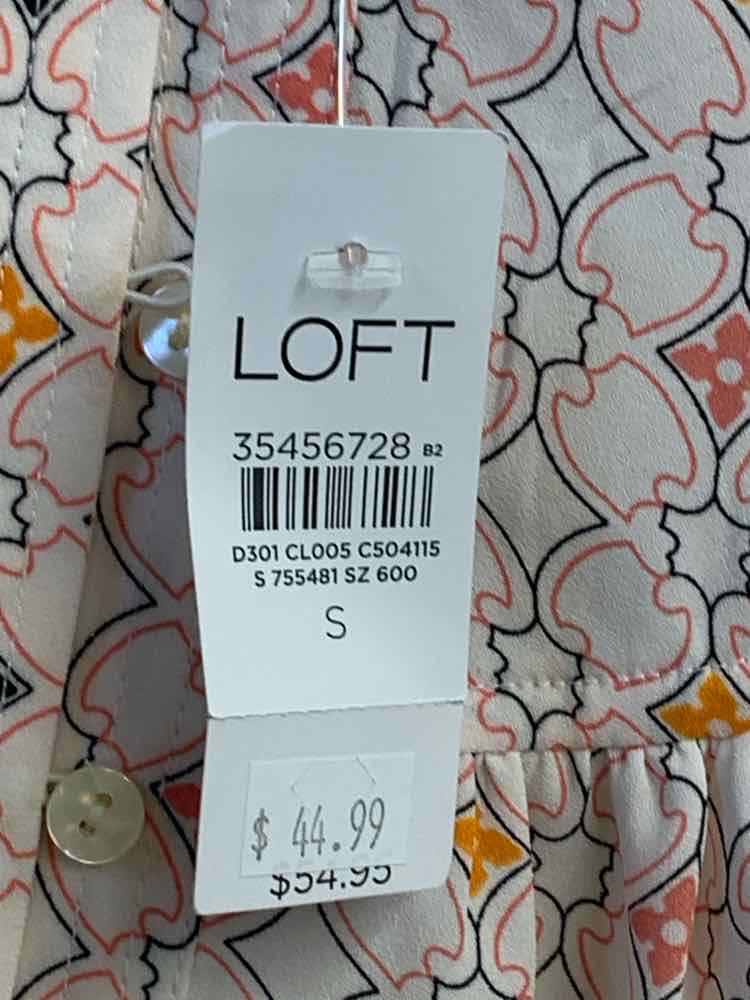 LOFT
35456728 B2
D301 CL005 C504115
S 755481 SZ 600
S
$ 44.99
$54.95